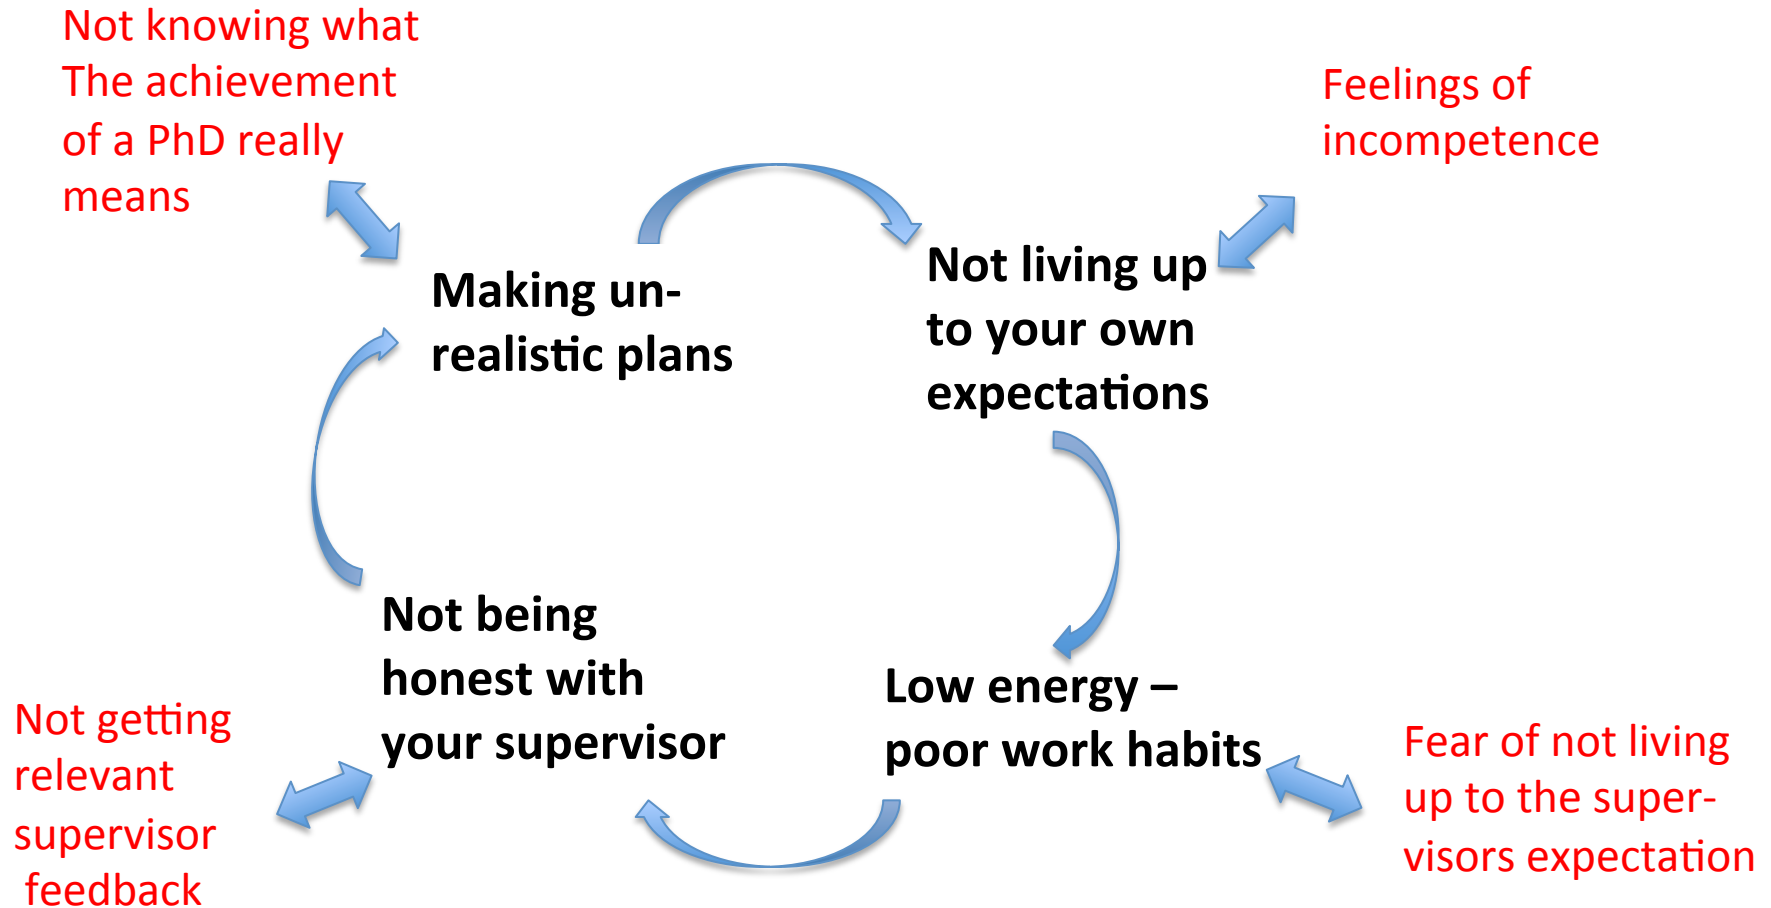 Not knowing what
The achievement
of a PhD really
means
Feelings of
incompetence
Making un-
realistic plans
Not living up
to your own
expectations
Not being
honest with
your supervisor
Low energy –
poor work habits
Not getting
relevant
supervisor
feedback
Fear of not living
up to the super-
visors expectation